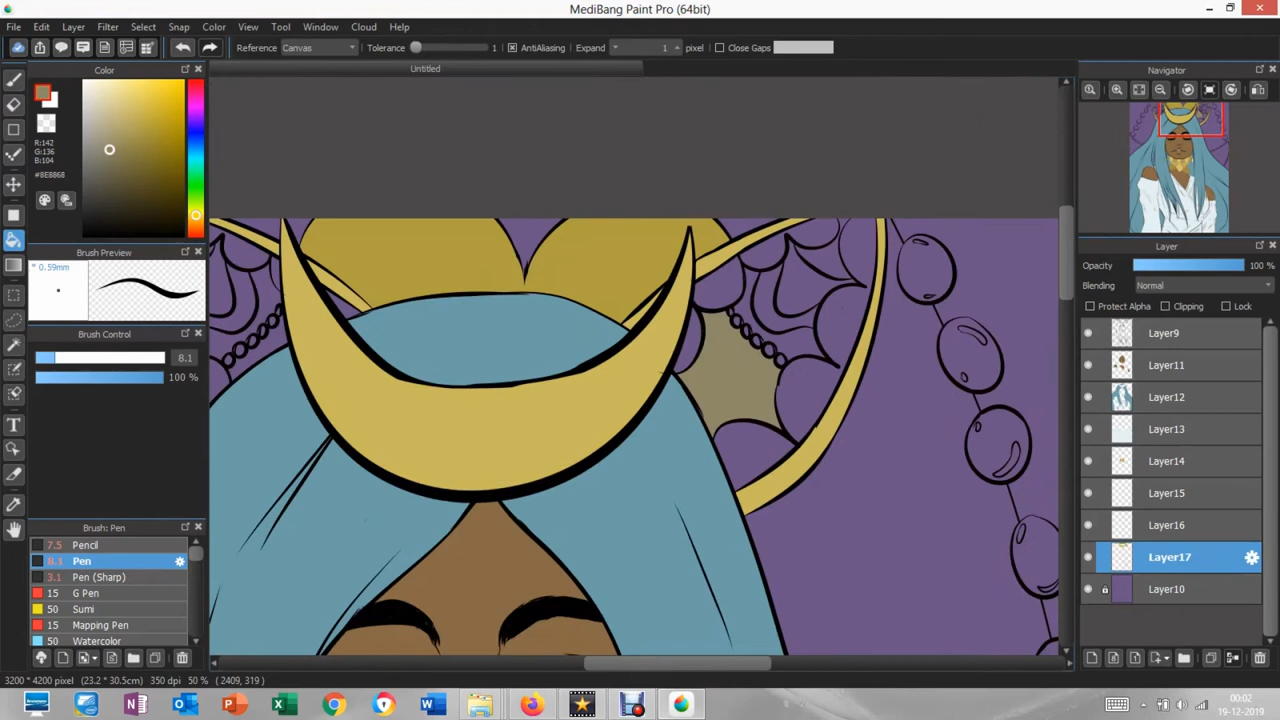 MediBang Paint Pro (64bit)
File Edit Layer Filter Select Snap Color View Tool Window Cloud Help
Reference Canvas Tolerance 1 AntiAliasing Expand 1 pixel Close Gaps
Color
Untitled
Navigator
R:142
G:136
B:104
#8E8868
Brush Preview
* 0.59mm
Layer
Opacity 100 %
Blending Normal
Protect Alpha Clipping Lock
Brush Control
8.1
100 %
Layer9
Layer11
Layer12
Layer13
Layer14
Layer15
Layer16
Layer17
Layer10
Brush: Pen
7.5 Pencil
8.1 Pen
3.1 Pen (Sharp)
15 G Pen
50 Sumi
15 Mapping Pen
50 Watercolor
3200 * 4200 pixel (23.2 * 30.5cm) 350 dpi 50 % ( 2409, 319 )
00:02
19-12-2019